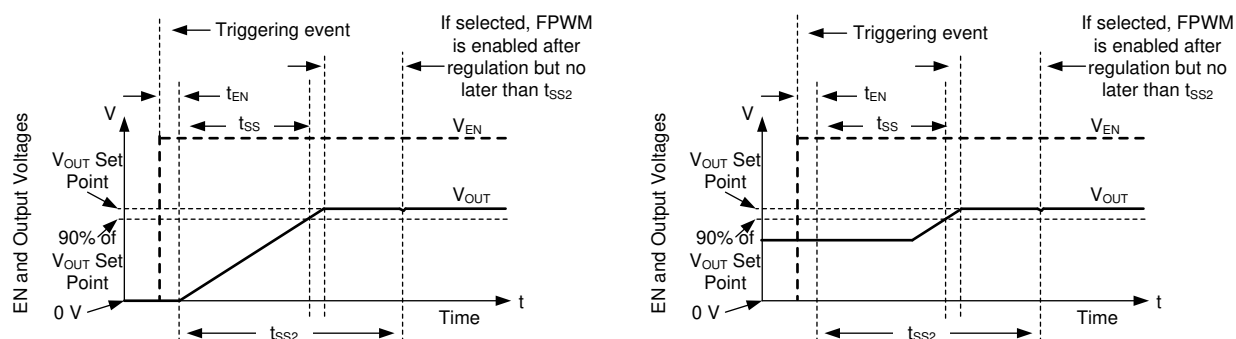 Triggering event
If selected, FPWM
is enabled after
regulation but no
later than tSS2
tEN
V
tSS
VEN
VOUT Set
Point
VOUT
90% of
VOUT Set
Point
0 V
t
Time
tSS2
EN and Output Voltages
Triggering event
If selected, FPWM
is enabled after
regulation but no
later than tSS2
tEN
V
tSS
VEN
VOUT Set
Point
VOUT
90% of
VOUT Set
Point
0 V
t
Time
tSS2
EN and Output Voltages